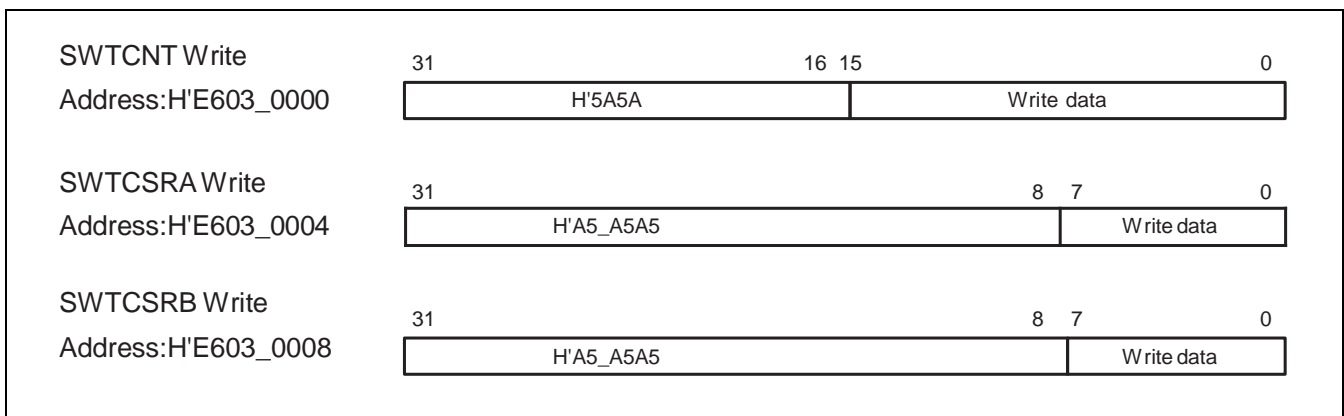 SWTCNT Write
31 16 15 0
Address:H'E603_0000
H'5A5A Write data
SWTCSRA Write
31 8 7 0
Address:H'E603_0004
H'A5_A5A5 Write data
SWTCSRB Write
31 8 7 0
Address:H'E603_0008
H'A5_A5A5 Write data